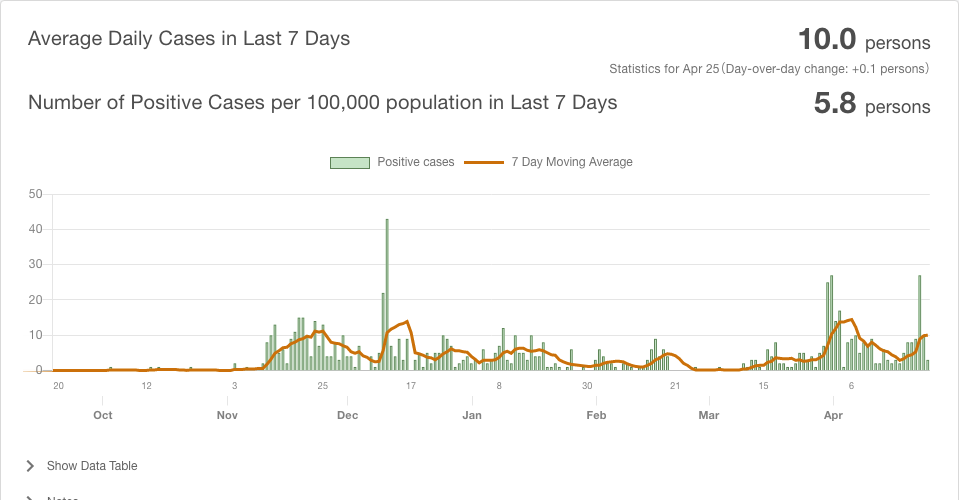 Average Daily Cases in Last 7 Days
10.0 persons
Statistics for Apr 25(Day-over-day change: +0.1 persons)
Number of Positive Cases per 100,000 population in Last 7 Days
5.8 persons
Positive cases
7 Day Moving Average
50
40
30
20
10
0
20 12 3 25 17 8 30 21 15 6
Oct Nov Dec Jan Feb Mar Apr
Show Data Table
Notes